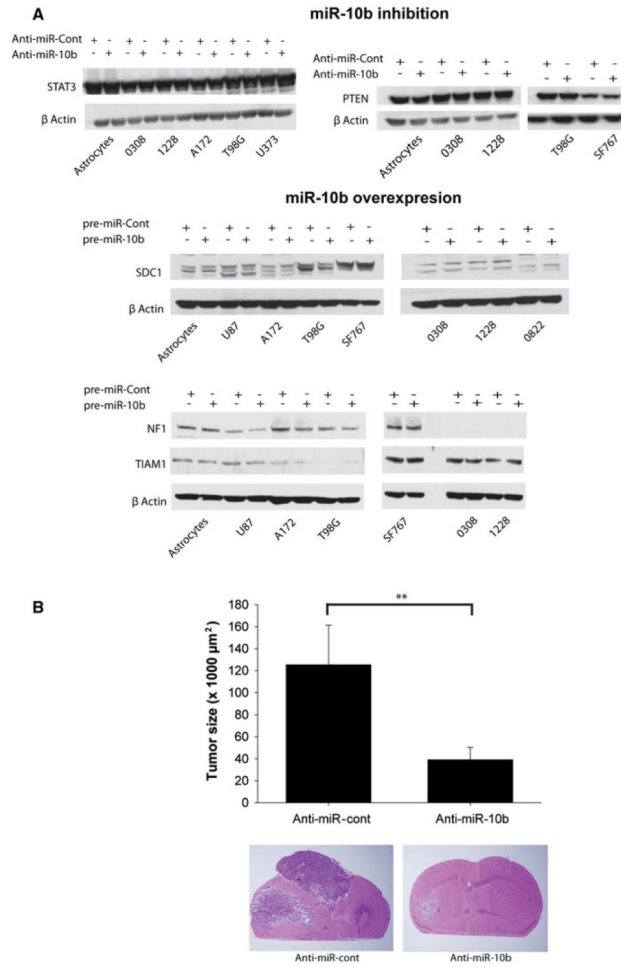 A
miR-10b inhibition
Anti-miR-Cont + + + + + +
Anti-miR-10b + + + + + +
STAT3
β Actin
Astrocytes 0308 1228 A172 T98G U373
Anti-miR-Cont + + + + +
Anti-miR-10b + + + + +
PTEN
β Actin
Astrocytes 0308 1228 T98G SF767
miR-10b overexpresion
pre-miR-Cont + + + + + + + +
pre-miR-10b + + + + + + + +
SDC1
β Actin
Astrocytes U87 A172 T98G SF767 0308 1228 0822
pre-miR-Cont + + + + + + +
pre-miR-10b + + + + + + +
NF1
TIAM1
β Actin
Astrocytes U87 A172 T98G SF767 0308 1228
B
Tumor size (x 1000 µm²)
180
160
140
120
100
80
60
40
20
0
**
Anti-miR-cont Anti-miR-10b
Anti-miR-cont Anti-miR-10b